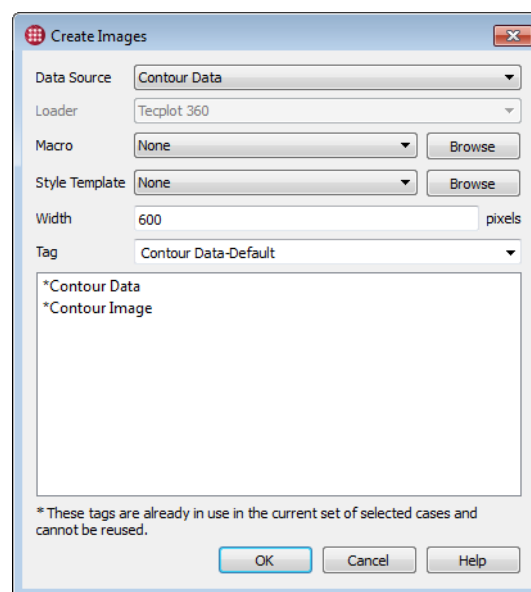 Create Images
Data Source Contour Data
Loader Tecplot 360
Macro None Browse
Style Template None Browse
Width 600 pixels
Tag Contour Data-Default
*Contour Data
*Contour Image
* These tags are already in use in the current set of selected cases and
cannot be reused.
OK Cancel Help